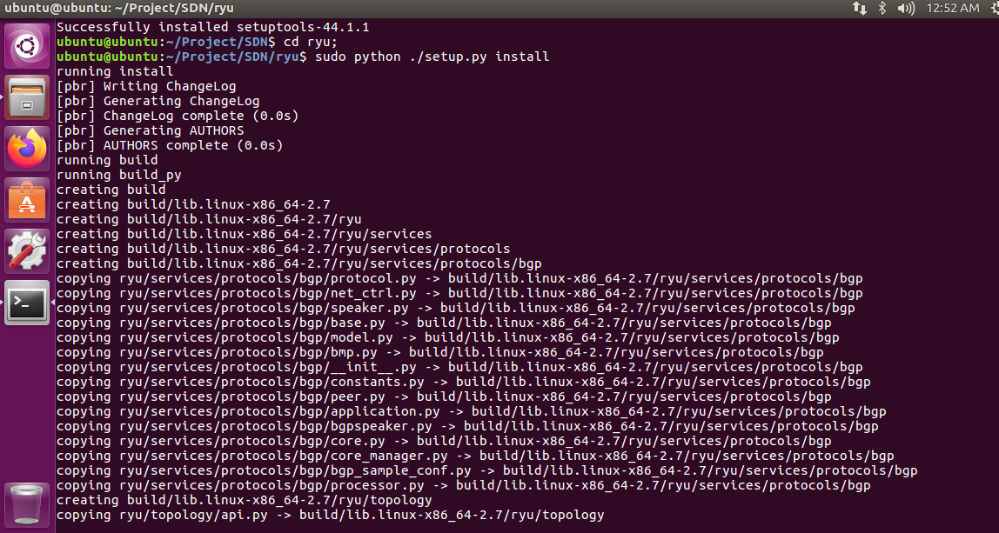 ubuntu@ubuntu: ~/Project/SDN/ryu
12:52 AM
Successfully installed setuptools-44.1.1
ubuntu@ubuntu:~/Project/SDN$ cd ryu;
ubuntu@ubuntu:~/Project/SDN/ryu$ sudo python ./setup.py install
running install
[pbr] Writing ChangeLog
[pbr] Generating ChangeLog
[pbr] ChangeLog complete (0.0s)
[pbr] Generating AUTHORS
[pbr] AUTHORS complete (0.0s)
running build
running build_py
creating build
creating build/lib.linux-x86_64-2.7
creating build/lib.linux-x86_64-2.7/ryu
creating build/lib.linux-x86_64-2.7/ryu/services
creating build/lib.linux-x86_64-2.7/ryu/services/protocols
creating build/lib.linux-x86_64-2.7/ryu/services/protocols/bgp
copying ryu/services/protocols/bgp/protocol.py -> build/lib.linux-x86_64-2.7/ryu/services/protocols/bgp
copying ryu/services/protocols/bgp/net_ctrl.py -> build/lib.linux-x86_64-2.7/ryu/services/protocols/bgp
copying ryu/services/protocols/bgp/speaker.py -> build/lib.linux-x86_64-2.7/ryu/services/protocols/bgp
copying ryu/services/protocols/bgp/base.py -> build/lib.linux-x86_64-2.7/ryu/services/protocols/bgp
copying ryu/services/protocols/bgp/model.py -> build/lib.linux-x86_64-2.7/ryu/services/protocols/bgp
copying ryu/services/protocols/bgp/bmp.py -> build/lib.linux-x86_64-2.7/ryu/services/protocols/bgp
copying ryu/services/protocols/bgp/__init__.py -> build/lib.linux-x86_64-2.7/ryu/services/protocols/bgp
copying ryu/services/protocols/bgp/constants.py -> build/lib.linux-x86_64-2.7/ryu/services/protocols/bgp
copying ryu/services/protocols/bgp/peer.py -> build/lib.linux-x86_64-2.7/ryu/services/protocols/bgp
copying ryu/services/protocols/bgp/application.py -> build/lib.linux-x86_64-2.7/ryu/services/protocols/bgp
copying ryu/services/protocols/bgp/bgpspeaker.py -> build/lib.linux-x86_64-2.7/ryu/services/protocols/bgp
copying ryu/services/protocols/bgp/core.py -> build/lib.linux-x86_64-2.7/ryu/services/protocols/bgp
copying ryu/services/protocols/bgp/core_manager.py -> build/lib.linux-x86_64-2.7/ryu/services/protocols/bgp
copying ryu/services/protocols/bgp/bgp_sample_conf.py -> build/lib.linux-x86_64-2.7/ryu/services/protocols/bgp
copying ryu/services/protocols/bgp/processor.py -> build/lib.linux-x86_64-2.7/ryu/services/protocols/bgp
creating build/lib.linux-x86_64-2.7/ryu/topology
copying ryu/topology/api.py -> build/lib.linux-x86_64-2.7/ryu/topology